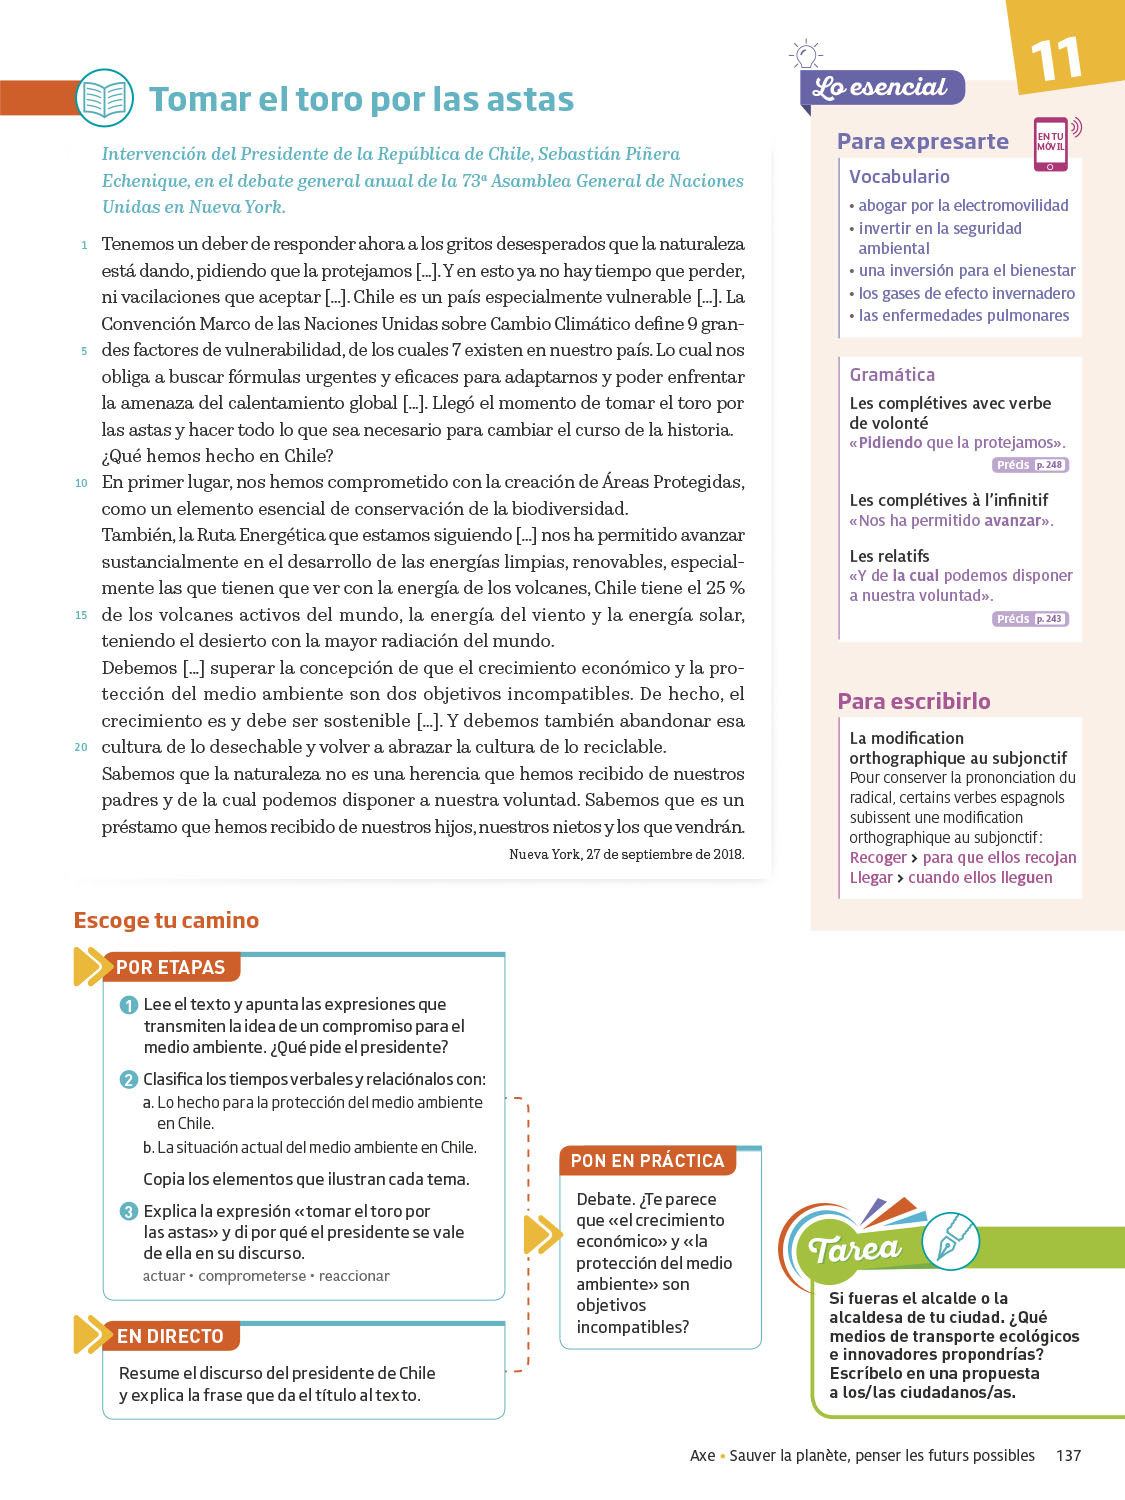 11
Tomar el toro por las astas
Intervención del Presidente de la República de Chile, Sebastián Piñera
Echenique, en el debate general anual de la 73ª Asamblea General de Naciones
Unidas en Nueva York.
1 Tenemos un deber de responder ahora a los gritos desesperados que la naturaleza
está dando, pidiendo que la protejamos [...]. Y en esto ya no hay tiempo que perder,
ni vacilaciones que aceptar [...]. Chile es un país especialmente vulnerable [...]. La
Convención Marco de las Naciones Unidas sobre Cambio Climático define 9 gran-
5 des factores de vulnerabilidad, de los cuales 7 existen en nuestro país. Lo cual nos
obliga a buscar fórmulas urgentes y eficaces para adaptarnos y poder enfrentar
la amenaza del calentamiento global [...]. Llegó el momento de tomar el toro por
las astas y hacer todo lo que sea necesario para cambiar el curso de la historia.
¿Qué hemos hecho en Chile?
10 En primer lugar, nos hemos comprometido con la creación de Áreas Protegidas,
como un elemento esencial de conservación de la biodiversidad.
También, la Ruta Energética que estamos siguiendo [...] nos ha permitido avanzar
sustancialmente en el desarrollo de las energías limpias, renovables, especial-
mente las que tienen que ver con la energía de los volcanes, Chile tiene el 25 %
15 de los volcanes activos del mundo, la energía del viento y la energía solar,
teniendo el desierto con la mayor radiación del mundo.
Debemos [...] superar la concepción de que el crecimiento económico y la pro-
tección del medio ambiente son dos objetivos incompatibles. De hecho, el
crecimiento es y debe ser sostenible [...]. Y debemos también abandonar esa
20 cultura de lo desechable y volver a abrazar la cultura de lo reciclable.
Sabemos que la naturaleza no es una herencia que hemos recibido de nuestros
padres y de la cual podemos disponer a nuestra voluntad. Sabemos que es un
préstamo que hemos recibido de nuestros hijos, nuestros nietos y los que vendrán.
Nueva York, 27 de septiembre de 2018.
Lo esencial
Para expresarte
EN TU
MÓVIL
Vocabulario
• abogar por la electromovilidad
• invertir en la seguridad
ambiental
• una inversión para el bienestar
• los gases de efecto invernadero
• las enfermedades pulmonares
Gramática
Les complétives avec verbe
de volonté
«Pidiendo que la protejamos».
Précis p. 248
Les complétives à l'infinitif
«Nos ha permitido avanzar».
Les relatifs
«Y de la cual podemos disponer
a nuestra voluntad».
Précis p. 243
Para escribirlo
La modification
orthographique au subjonctif
Pour conserver la prononciation du
radical, certains verbes espagnols
subissent une modification
orthographique au subjonctif :
Recoger > para que ellos recojan
Llegar > cuando ellos lleguen
Escoge tu camino
POR ETAPAS
1 Lee el texto y apunta las expresiones que
transmiten la idea de un compromiso para el
medio ambiente. ¿Qué pide el presidente?
2 Clasifica los tiempos verbales y relaciónalos con:
a. Lo hecho para la protección del medio ambiente
en Chile.
b. La situación actual del medio ambiente en Chile.
Copia los elementos que ilustran cada tema.
3 Explica la expresión «tomar el toro por
las astas» y di por qué el presidente se vale
de ella en su discurso.
actuar • comprometerse • reaccionar
EN DIRECTO
Resume el discurso del presidente de Chile
y explica la frase que da el título al texto.
PON EN PRÁCTICA
Debate. ¿Te parece
que «el crecimiento
económico» y «la
protección del medio
ambiente» son
objetivos
incompatibles?
Tarea
Si fueras el alcalde o la
alcaldesa de tu ciudad. ¿Qué
medios de transporte ecológicos
e innovadores propondrías?
Escríbelo en una propuesta
a los/las ciudadanos/as.
Axe • Sauver la planète, penser les futurs possibles 137